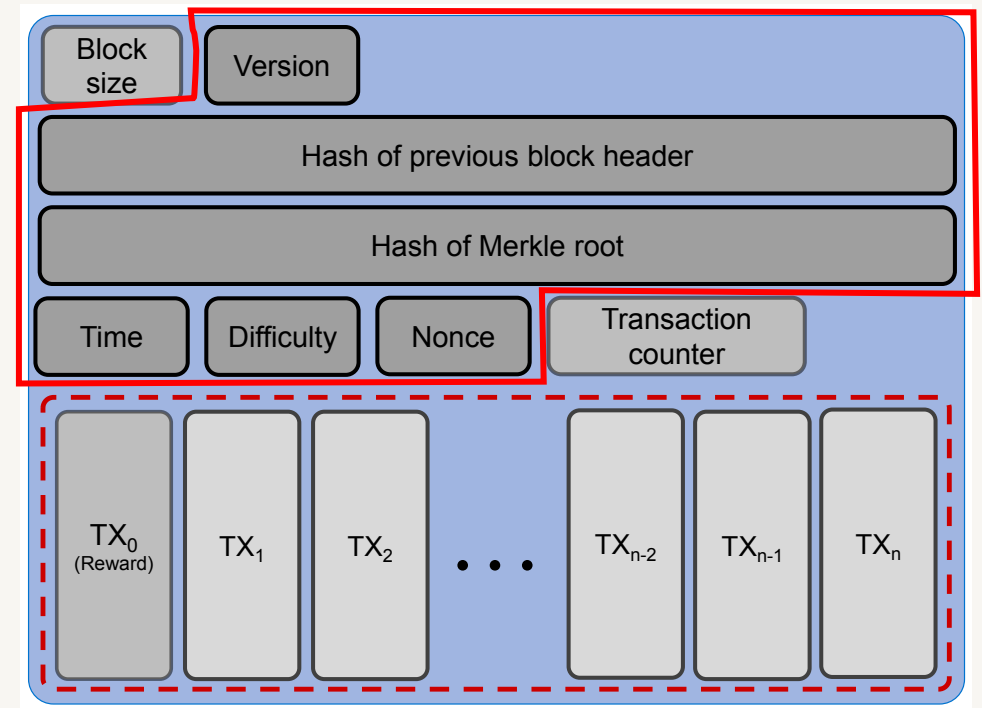 Block
size
Version
Hash of previous block header
Hash of Merkle root
Time
Difficulty
Nonce
Transaction
counter
TX₀
(Reward)
TX₁
TX₂
• • •
TXₙ₋₂
TXₙ₋₁
TXₙ